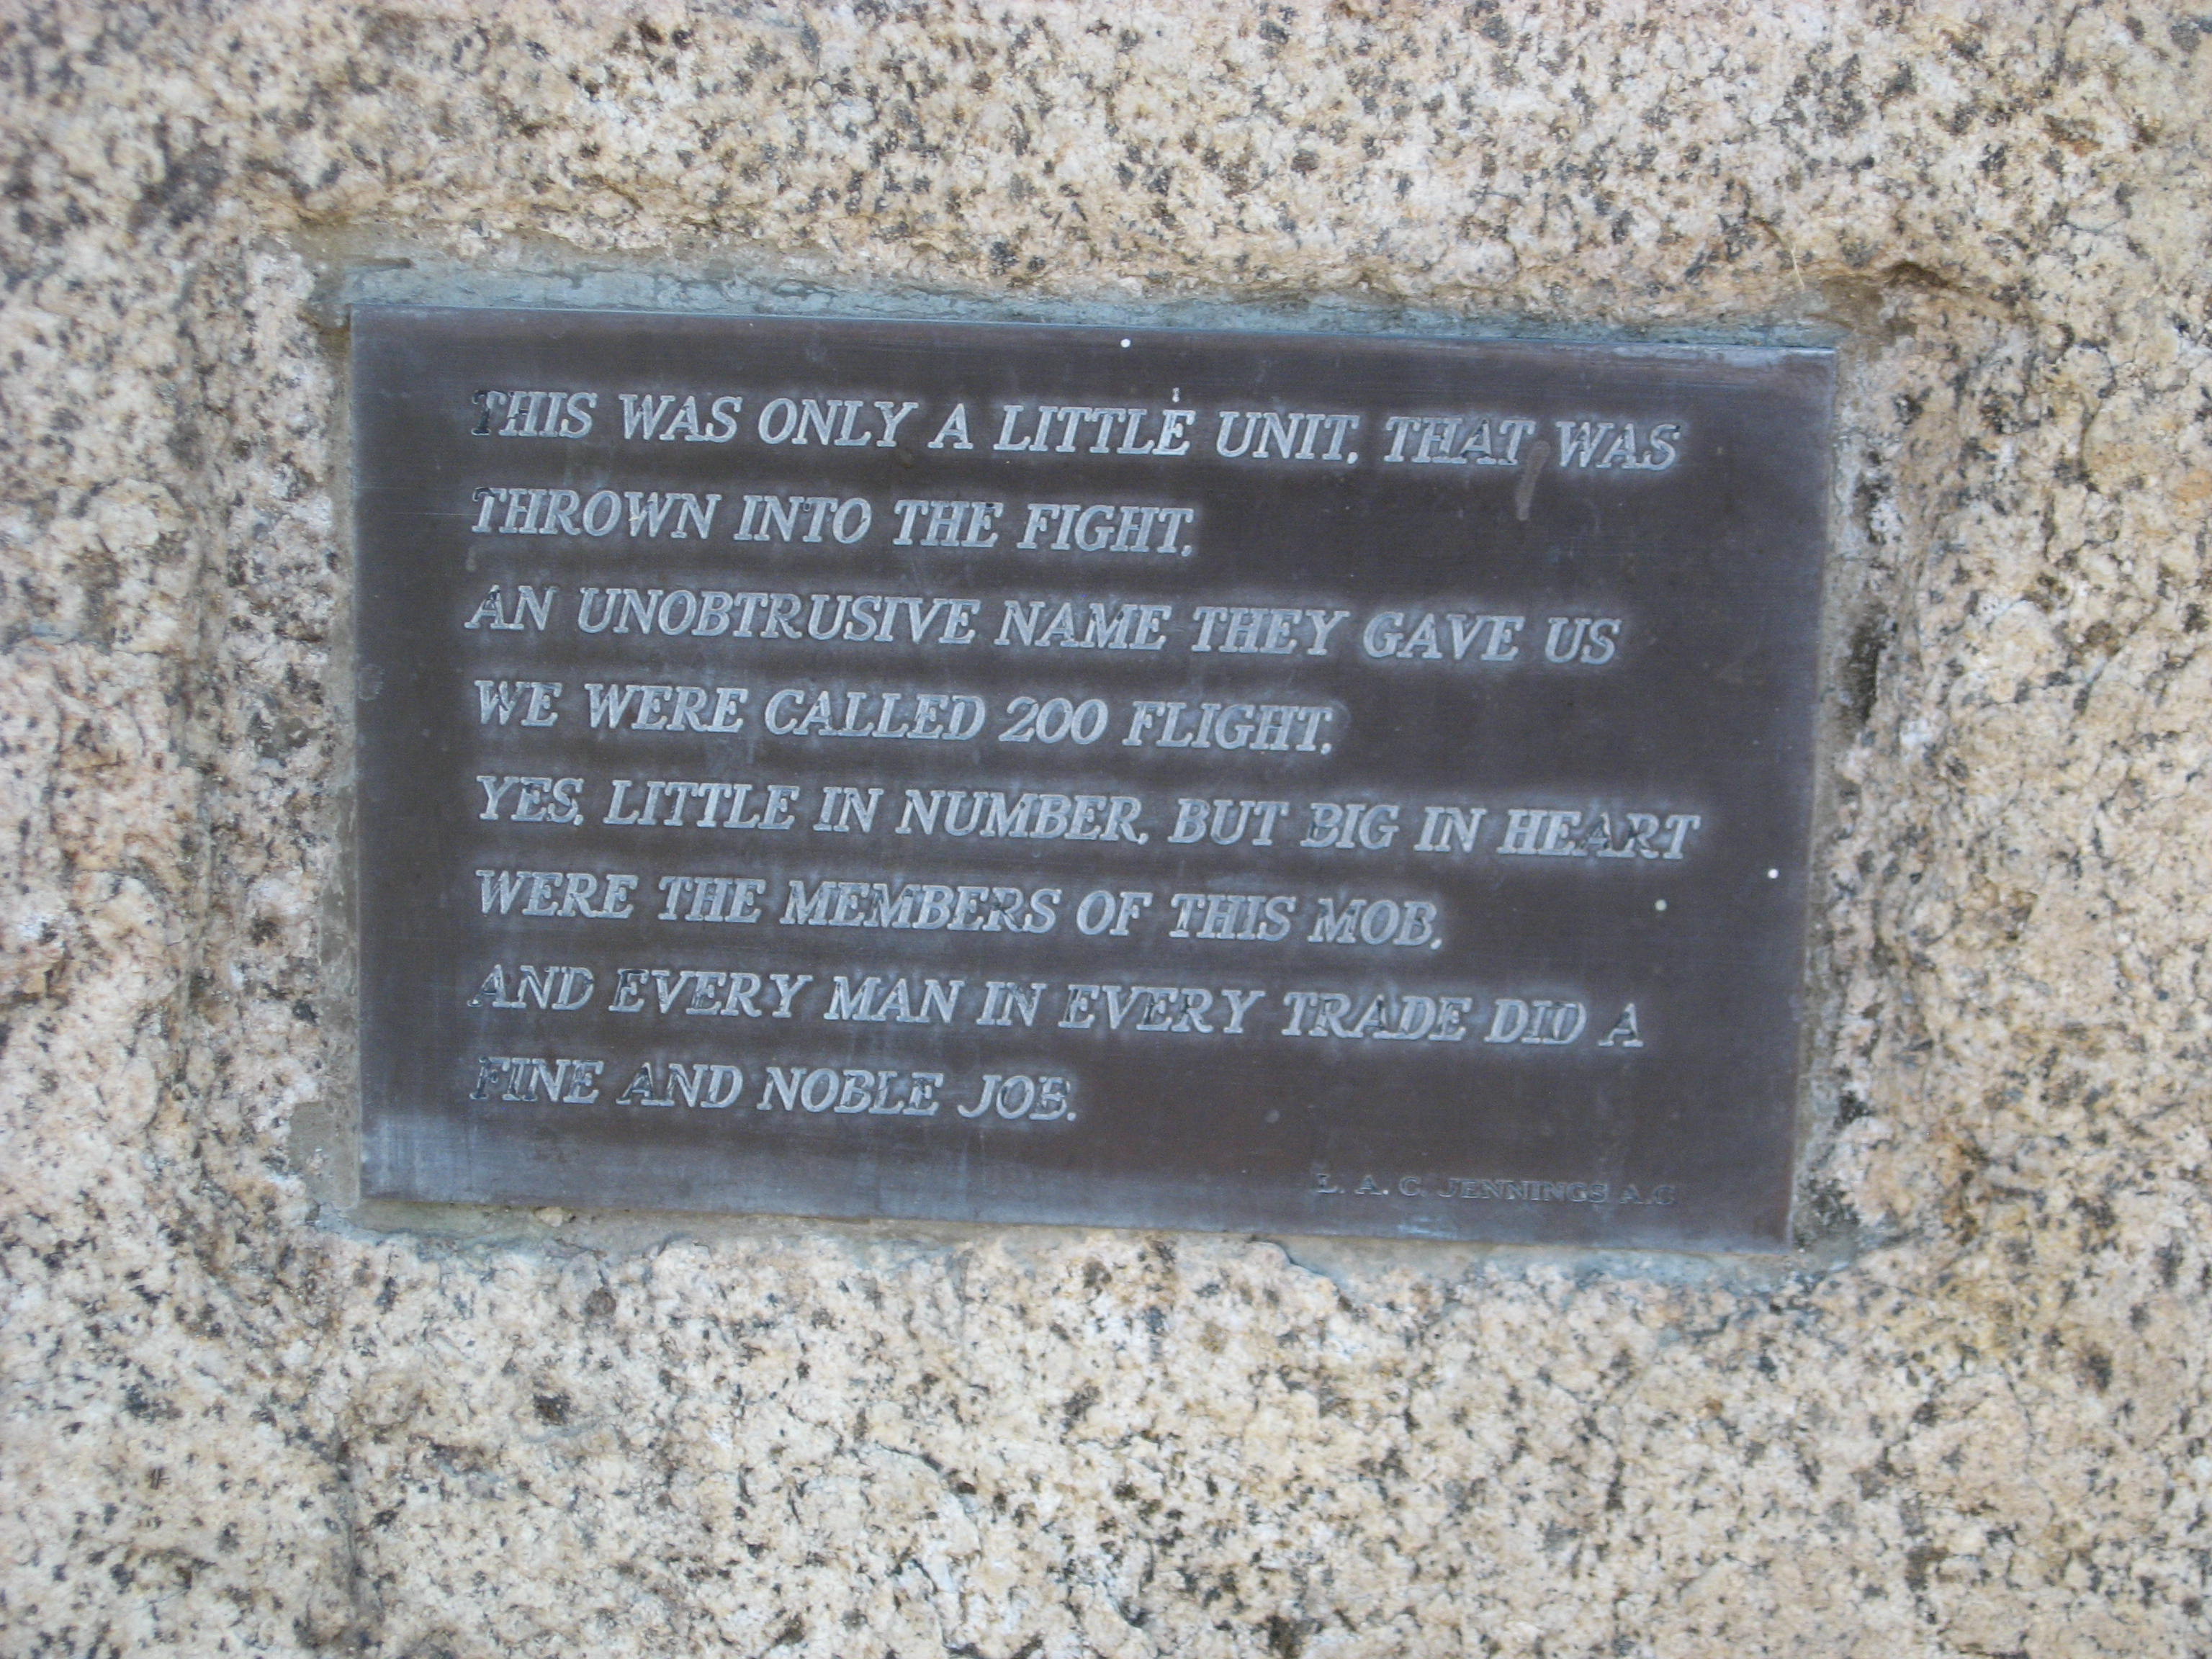 THIS WAS ONLY A LITTLE UNIT, THAT WAS
THROWN INTO THE FIGHT,
AN UNOBTRUSIVE NAME THEY GAVE US
WE WERE CALLED 200 FLIGHT.
YES, LITTLE IN NUMBER, BUT BIG IN HEART
WERE THE MEMBERS OF THIS MOB,
AND EVERY MAN IN EVERY TRADE DID A
FINE AND NOBLE JOB.
L. A. C. JENNINGS A.G